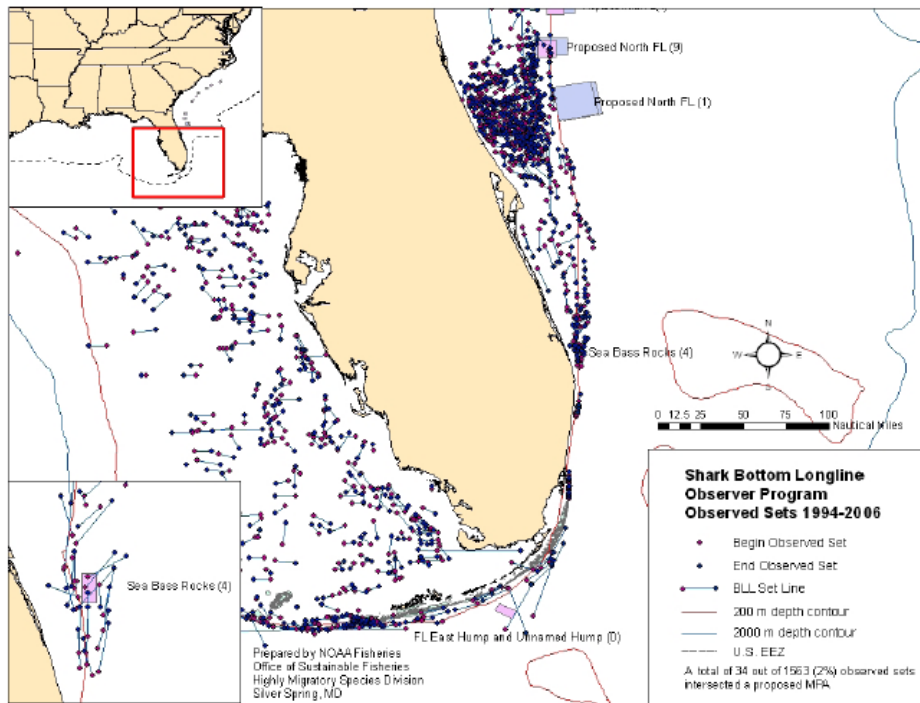 Proposed North FL (9)
Proposed North FL (1)
Sea Bass Rocks (4)
N
W
E
S
0 12.5 25 50 75 100
Nautical Miles
Shark Bottom Longline
Observer Program
Observed Sets 1994-2006
Begin Observed Set
End Observed Set
BLL Set Line
200 m depth contour
2000 m depth contour
U.S. EEZ
A total of 34 out of 1563 (2%) observed sets
intersected a proposed MPA
Sea Bass Rocks (4)
FL East Hump and Unnamed Hump (0)
Prepared by NOAA Fisheries
Office of Sustainable Fisheries
Highly Migratory Species Division
Silver Spring, MD